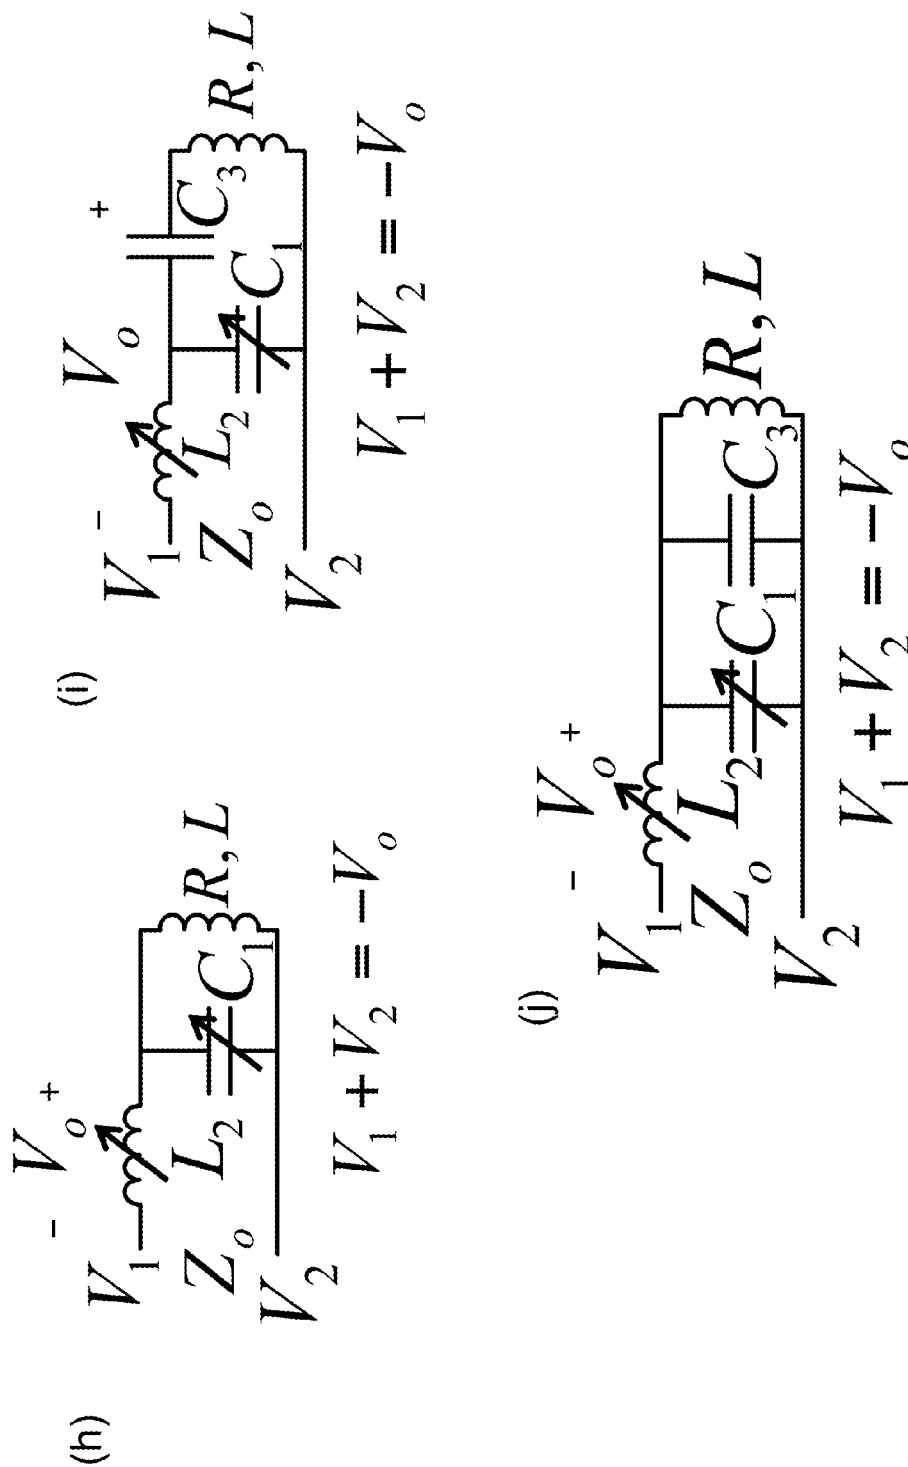 (h)
- V_o +
V_1
L_2
C_1
R, L
Z_o
V_2
V_1 + V_2 = -V_o
(i)
- V_o +
V_1
L_2
C_1
C_3
R, L
Z_o
V_2
V_1 + V_2 = -V_o
(j)
- V_o +
V_1
L_2
C_1
C_3
R, L
Z_o
V_2
V_1 + V_2 = -V_o